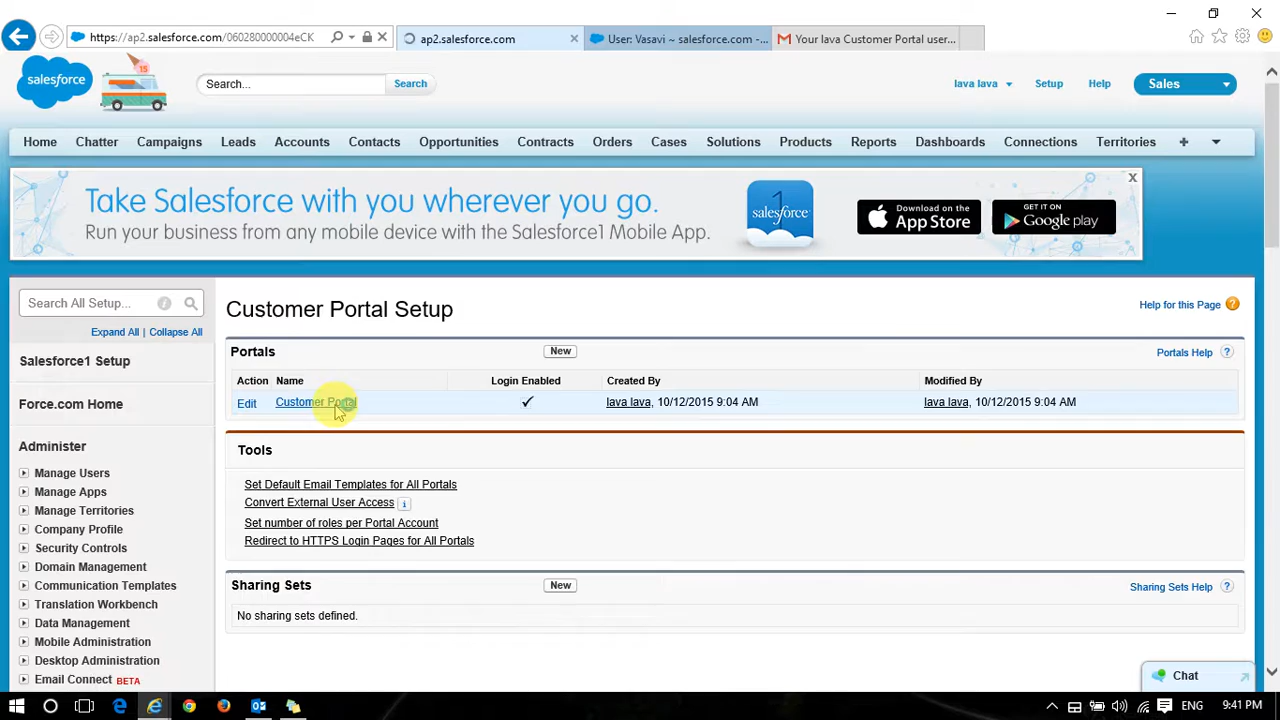 https://ap2.salesforce.com/060280000004eCK
ap2.salesforce.com
User: Vasavi ~ salesforce.com -...
Your lava Customer Portal user...
salesforce
15
Search...
Search
lava lava
Setup
Help
Sales
Home
Chatter
Campaigns
Leads
Accounts
Contacts
Opportunities
Contracts
Orders
Cases
Solutions
Products
Reports
Dashboards
Connections
Territories
Take Salesforce with you wherever you go.
Run your business from any mobile device with the Salesforce1 Mobile App.
1
salesforce
Download on the
App Store
GET IT ON
Google play
X
Search All Setup...
Expand All | Collapse All
Salesforce1 Setup
Force.com Home
Administer
Manage Users
Manage Apps
Manage Territories
Company Profile
Security Controls
Domain Management
Communication Templates
Translation Workbench
Data Management
Mobile Administration
Desktop Administration
Email Connect BETA
Customer Portal Setup
Help for this Page
Portals
New
Portals Help
Action
Name
Login Enabled
Created By
Modified By
Edit
Customer Portal
lava lava, 10/12/2015 9:04 AM
lava lava, 10/12/2015 9:04 AM
Tools
Set Default Email Templates for All Portals
Convert External User Access
Set number of roles per Portal Account
Redirect to HTTPS Login Pages for All Portals
Sharing Sets
New
Sharing Sets Help
No sharing sets defined.
Chat
ENG
9:41 PM